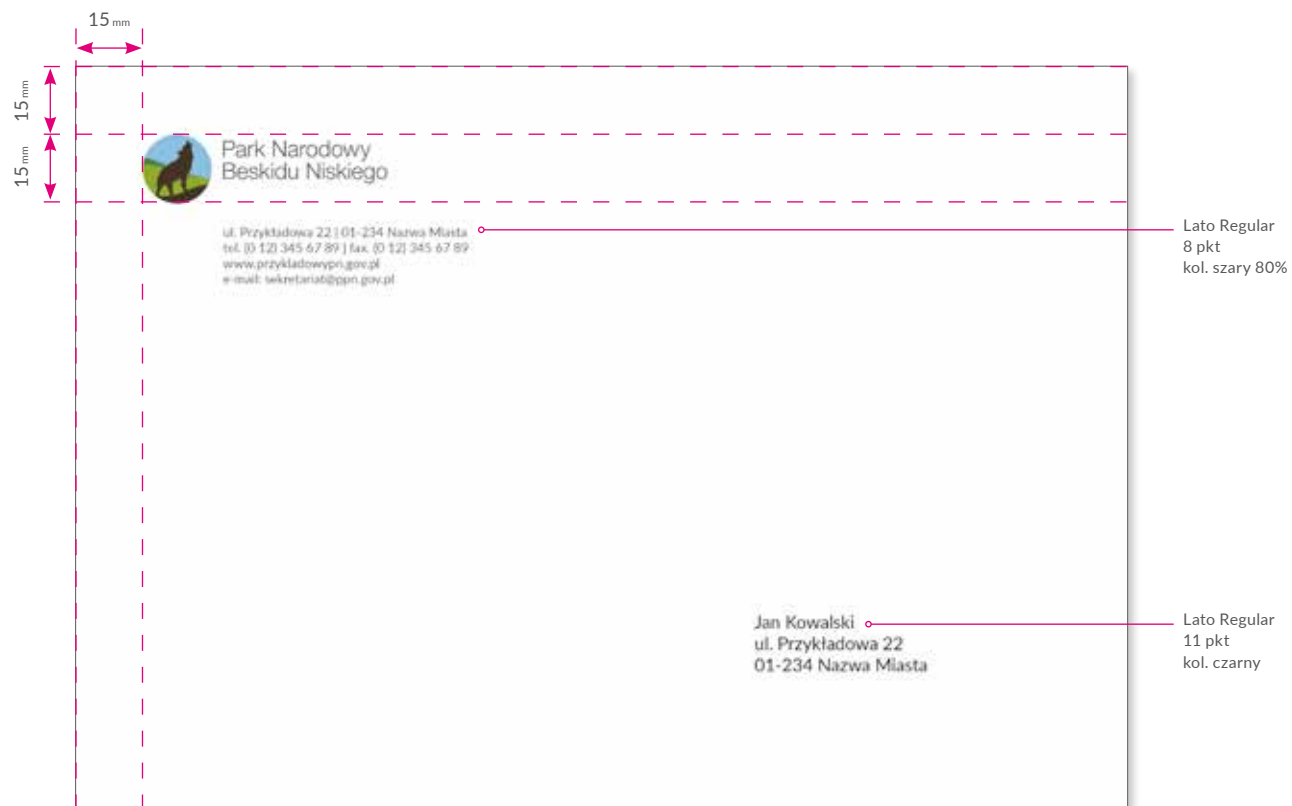 15 mm
15 mm
15 mm
Park Narodowy
Beskidu Niskiego
ul. Przykładowa 22 | 01-234 Nazwa Miasta
tel. (0 12) 345 67 89 | fax. (0 12) 345 67 89
www.przykladowypn.gov.pl
e-mail: sekretariat@ppn.gov.pl
Lato Regular
8 pkt
kol. szary 80%
Jan Kowalski
ul. Przykładowa 22
01-234 Nazwa Miasta
Lato Regular
11 pkt
kol. czarny